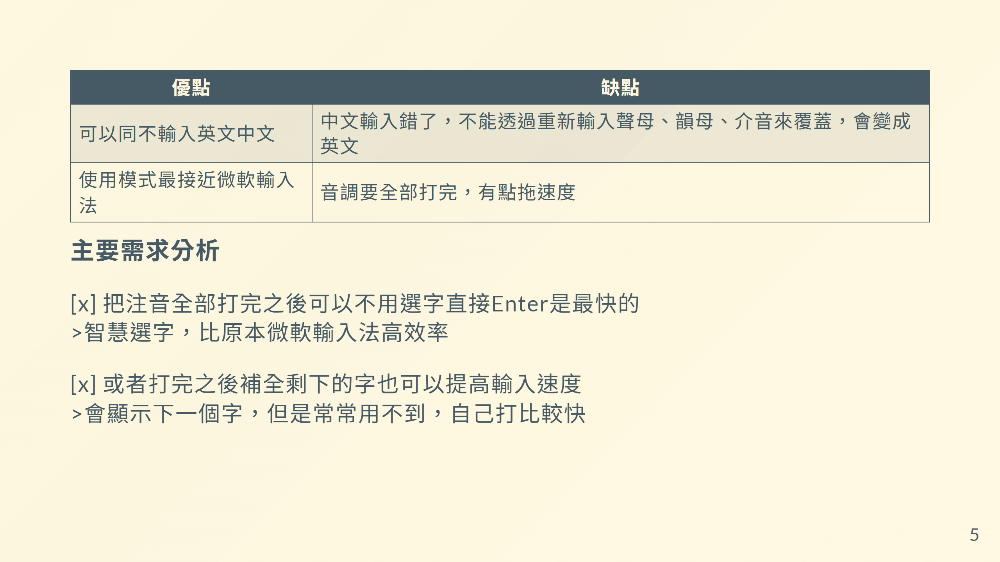 優點
缺點
可以同不輸入英文中文
中文輸入錯了，不能透過重新輸入聲母、韻母、介音來覆蓋，會變成
英文
使用模式最接近微軟輸入
法
音調要全部打完，有點拖速度
主要需求分析
[x] 把注音全部打完之後可以不用選字直接Enter是最快的
>智慧選字，比原本微軟輸入法高效率
[x] 或者打完之後補全剩下的字也可以提高輸入速度
>會顯示下一個字，但是常常用不到，自己打比較快
5